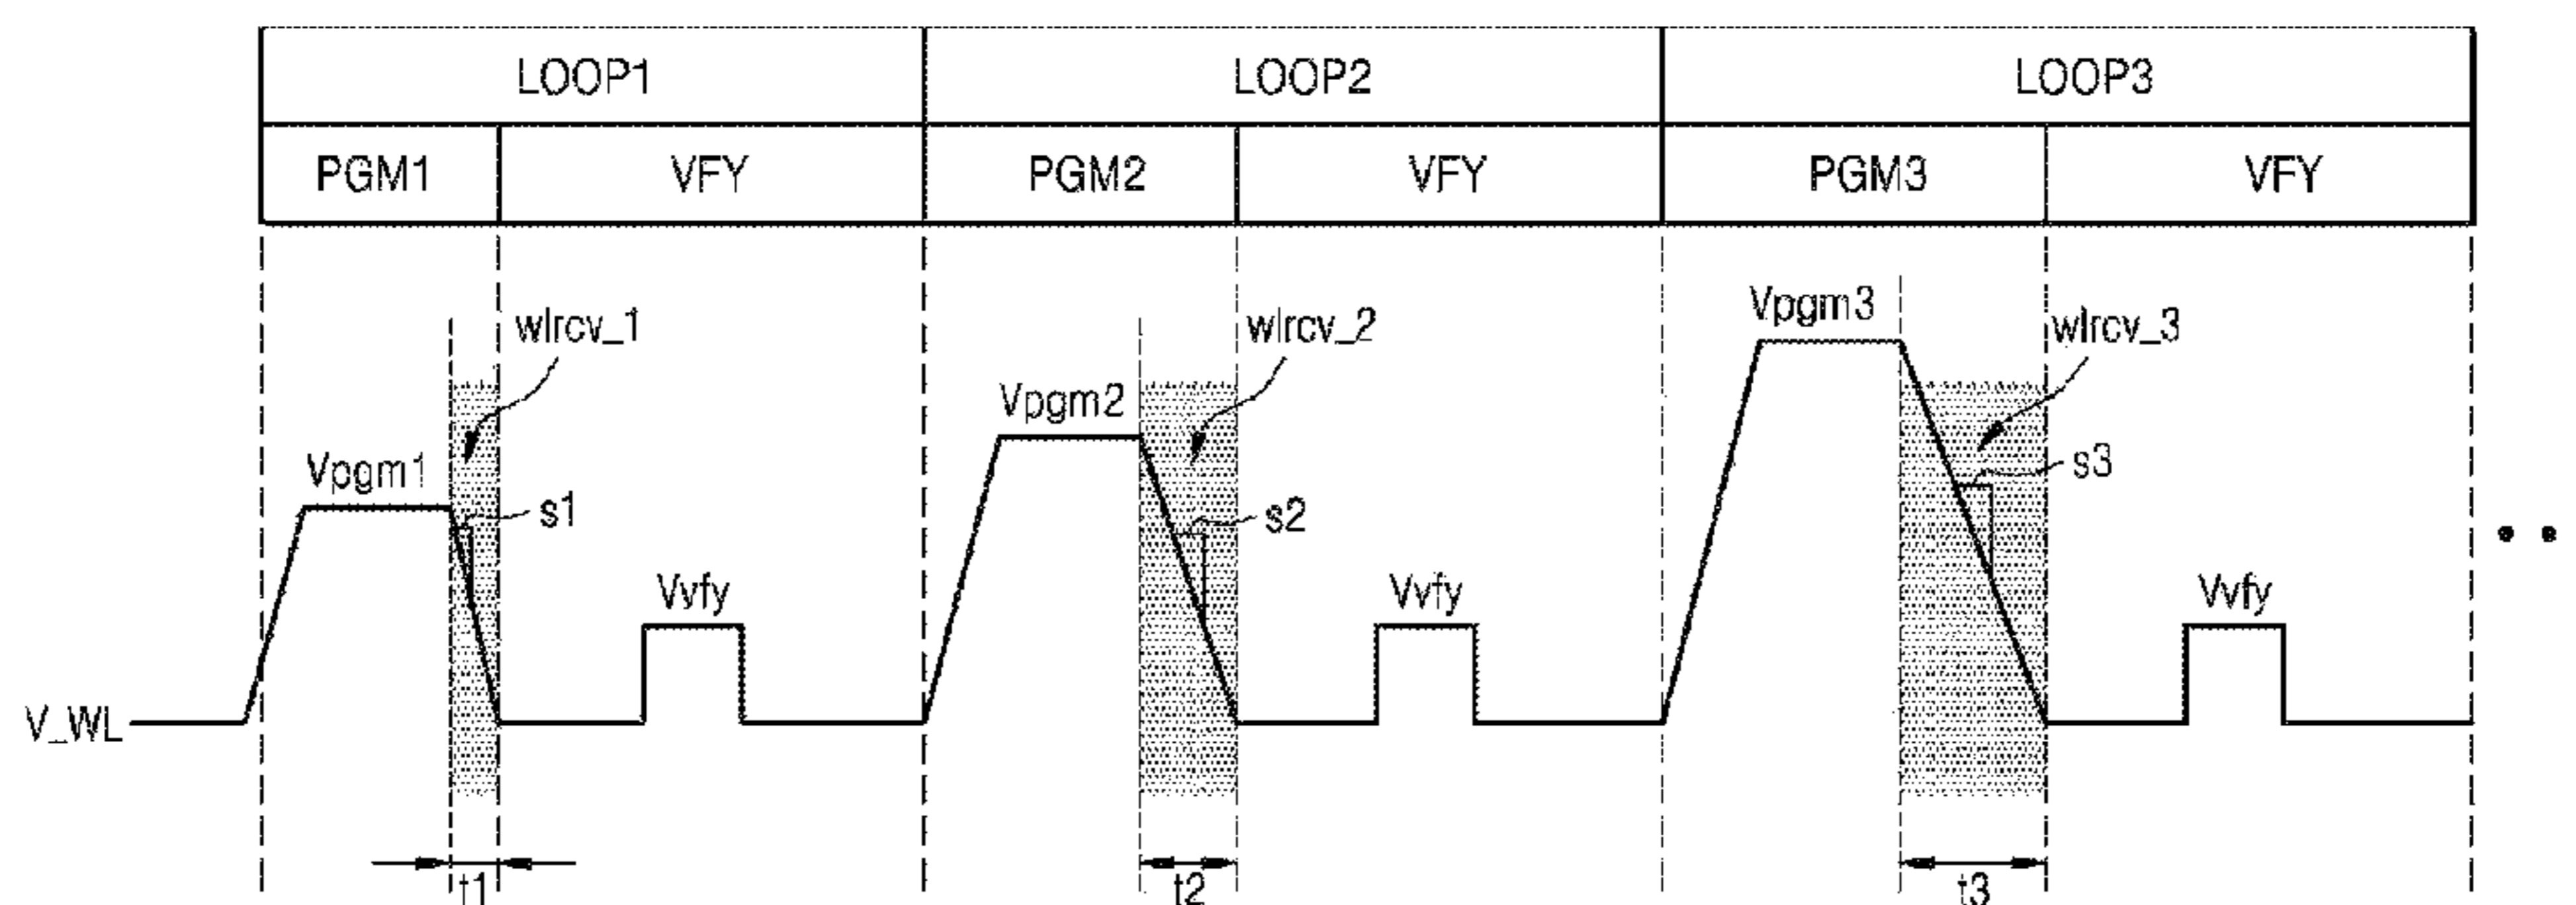 LOOP1 LOOP2 LOOP3
PGM1 VFY PGM2 VFY PGM3 VFY
Vpgm3
wlrcv_1 wlrcv_2 wlrcv_3
Vpgm2
Vpgm1 s3
s1 s2
Vvfy Vvfy Vvfy
V_WL
t1 t2 t3